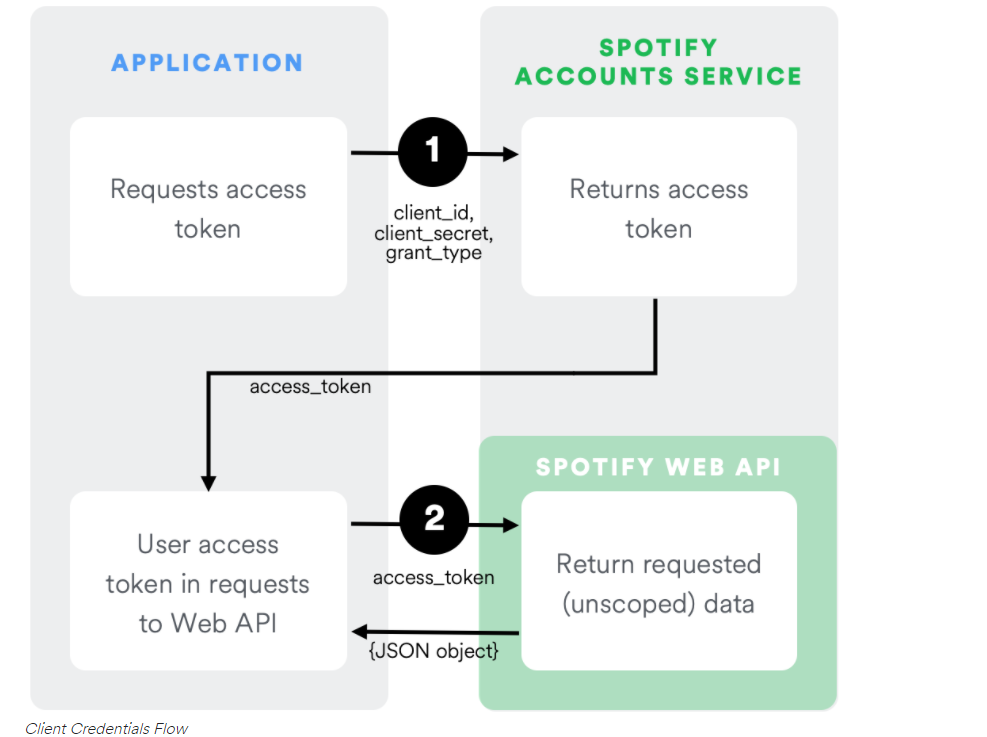 APPLICATION
SPOTIFY
ACCOUNTS SERVICE
Requests access
token
1
client_id,
client_secret,
grant_type
Returns access
token
access_token
SPOTIFY WEB API
User access
token in requests
to Web API
2
access_token
{JSON object}
Return requested
(unscoped) data
Client Credentials Flow